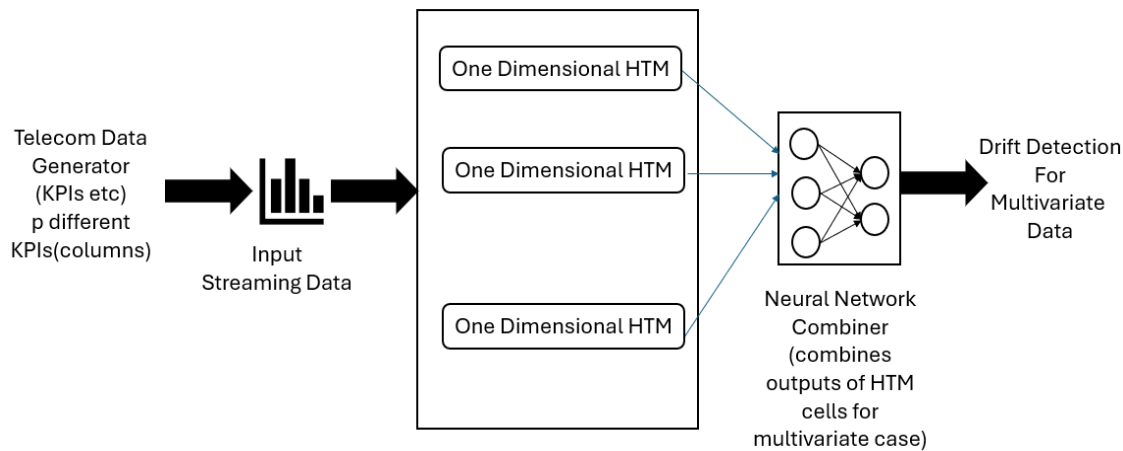 Telecom Data
Generator
(KPIs etc)
p different
KPIs(columns)
Input
Streaming Data
One Dimensional HTM
One Dimensional HTM
One Dimensional HTM
Neural Network
Combiner
(combines
outputs of HTM
cells for
multivariate case)
Drift Detection
For
Multivariate
Data